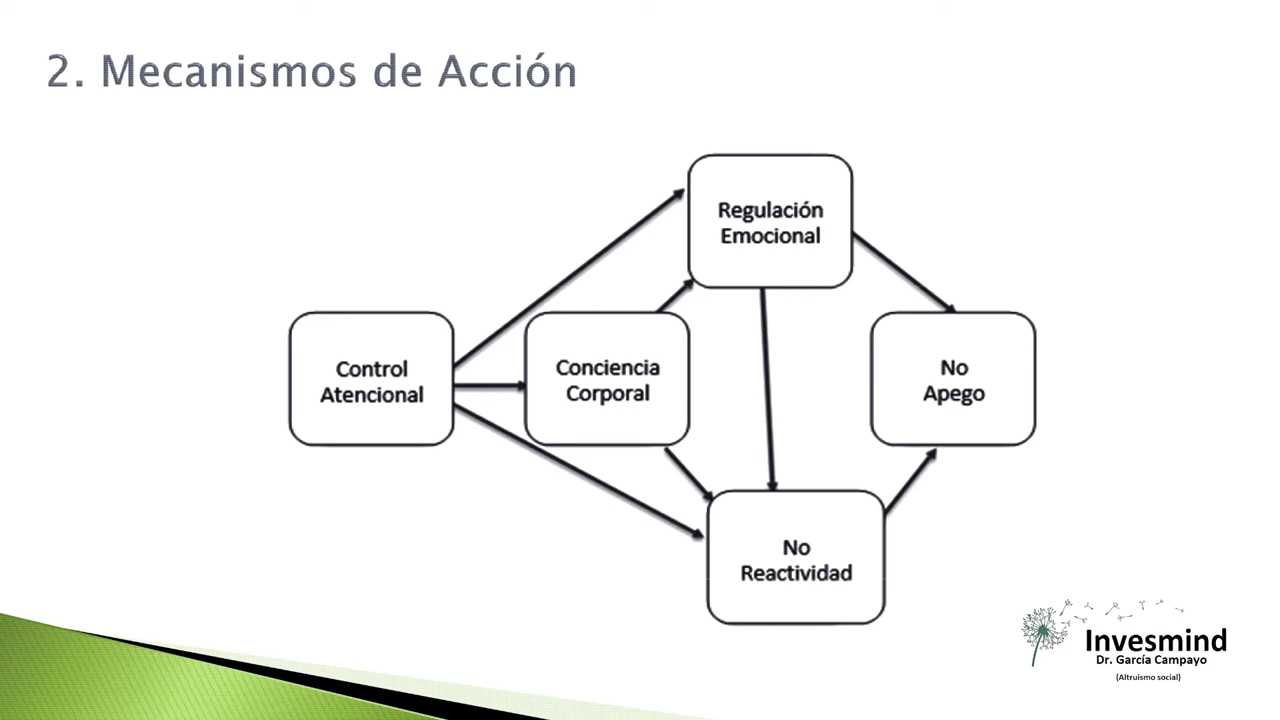 2. Mecanismos de Acción
Regulación
Emocional
Control
Atencional
Conciencia
Corporal
No
Apego
No
Reactividad
Invesmind
Dr. García Campayo
(Altruismo social)